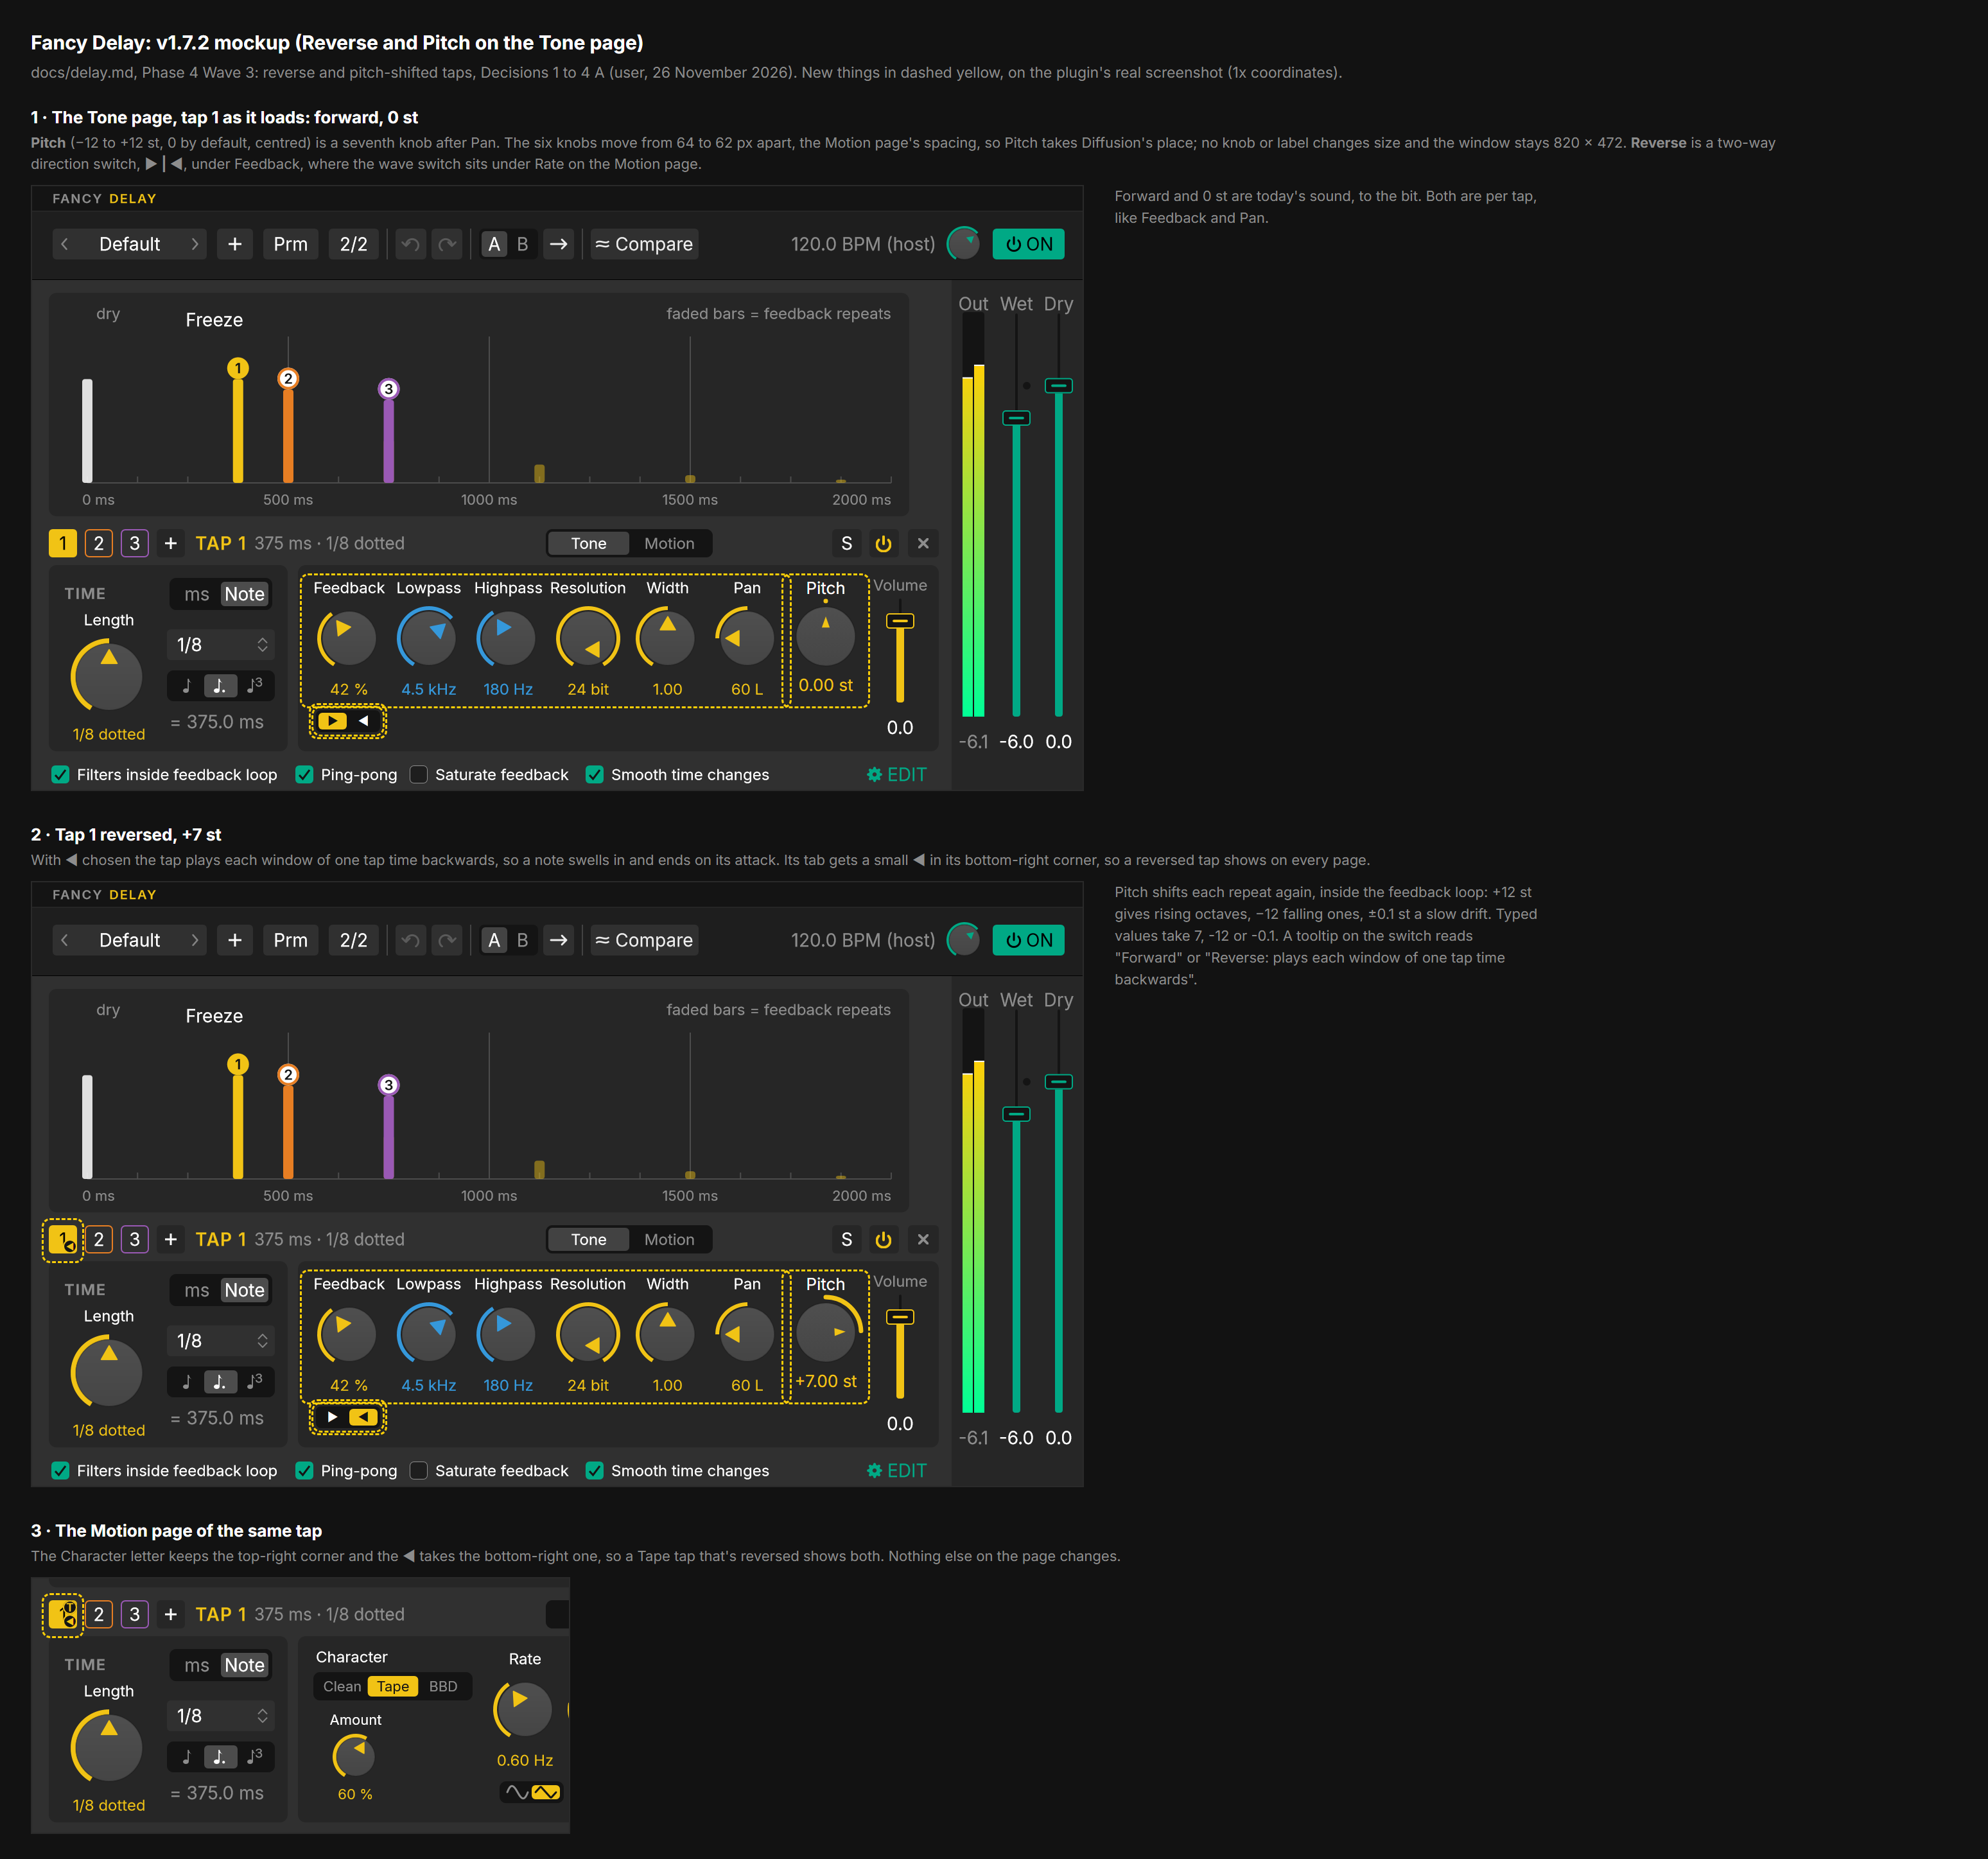 Fancy Delay: v1.7.2 mockup (Reverse and Pitch on the Tone page)
docs/delay.md, Phase 4 Wave 3: reverse and pitch-shifted taps, Decisions 1 to 4 A (user, 26 November 2026). New things in dashed yellow, on the plugin's real screenshot (1x coordinates).
1 · The Tone page, tap 1 as it loads: forward, 0 st
Pitch (−12 to +12 st, 0 by default, centred) is a seventh knob after Pan. The six knobs move from 64 to 62 px apart, the Motion page's spacing, so Pitch takes Diffusion's place; no knob or label changes size and the window stays 820 × 472. Reverse is a two-way
direction switch, ▶ | ◀, under Feedback, where the wave switch sits under Rate on the Motion page.
FANCY DELAY
Forward and 0 st are today's sound, to the bit. Both are per tap,
like Feedback and Pan.
Default + Prm 2/2 A B → ≈ Compare 120.0 BPM (host) ON
dry Freeze faded bars = feedback repeats Out Wet Dry
1
2
3
0 ms 500 ms 1000 ms 1500 ms 2000 ms
1 2 3 + TAP 1 375 ms · 1/8 dotted Tone Motion S ×
TIME ms Note Feedback Lowpass Highpass Resolution Width Pan Pitch Volume
Length
1/8
42 % 4.5 kHz 180 Hz 24 bit 1.00 60 L 0.00 st
3
= 375.0 ms ▶ ◀
1/8 dotted 0.0
-6.1 -6.0 0.0
Filters inside feedback loop Ping-pong Saturate feedback Smooth time changes EDIT
2 · Tap 1 reversed, +7 st
With ◀ chosen the tap plays each window of one tap time backwards, so a note swells in and ends on its attack. Its tab gets a small ◀ in its bottom-right corner, so a reversed tap shows on every page.
FANCY DELAY
Pitch shifts each repeat again, inside the feedback loop: +12 st
gives rising octaves, −12 falling ones, ±0.1 st a slow drift. Typed
values take 7, -12 or -0.1. A tooltip on the switch reads
"Forward" or "Reverse: plays each window of one tap time
backwards".
Default + Prm 2/2 A B → ≈ Compare 120.0 BPM (host) ON
dry Freeze faded bars = feedback repeats Out Wet Dry
1
2
3
0 ms 500 ms 1000 ms 1500 ms 2000 ms
1 ◀ 2 3 + TAP 1 375 ms · 1/8 dotted Tone Motion S ×
TIME ms Note Feedback Lowpass Highpass Resolution Width Pan Pitch Volume
Length
1/8
42 % 4.5 kHz 180 Hz 24 bit 1.00 60 L +7.00 st
3
= 375.0 ms ▶ ◀
1/8 dotted 0.0
-6.1 -6.0 0.0
Filters inside feedback loop Ping-pong Saturate feedback Smooth time changes EDIT
3 · The Motion page of the same tap
The Character letter keeps the top-right corner and the ◀ takes the bottom-right one, so a Tape tap that's reversed shows both. Nothing else on the page changes.
1 T ◀ 2 3 + TAP 1 375 ms · 1/8 dotted
TIME ms Note Character Rate
Length Clean Tape BBD
1/8 Amount
3
0.60 Hz
= 375.0 ms 60 %
1/8 dotted